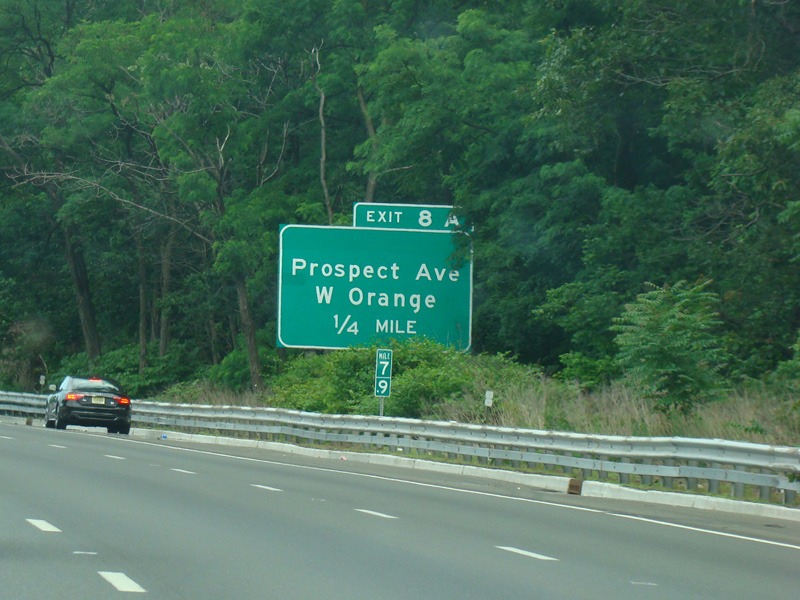 EXIT 8 A
Prospect Ave
W Orange
1/4 MILE
MILE
7
9